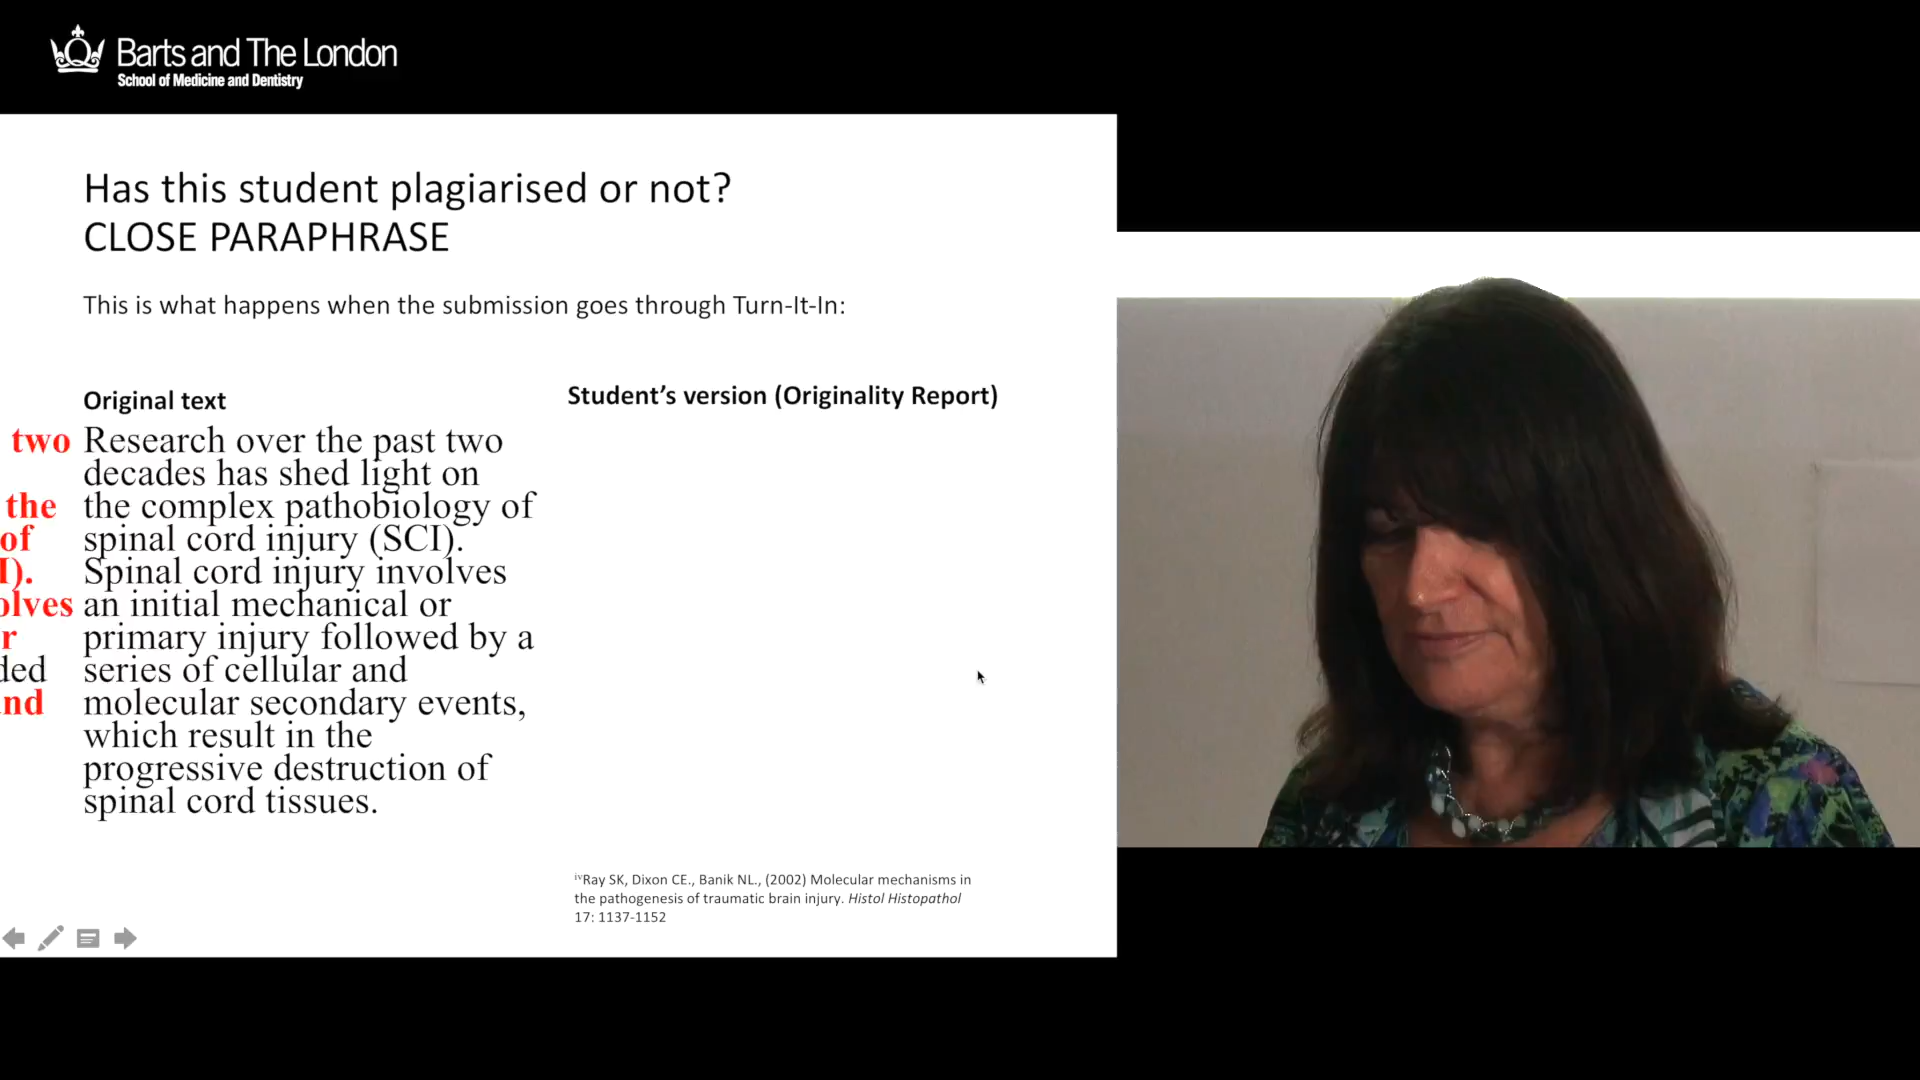 Barts and The London
School of Medicine and Dentistry
Has this student plagiarised or not?
CLOSE PARAPHRASE
This is what happens when the submission goes through Turn-It-In:
Original text
Research over the past two
decades has shed light on
the complex pathobiology of
spinal cord injury (SCI).
Spinal cord injury involves
an initial mechanical or
primary injury followed by a
series of cellular and
molecular secondary events,
which result in the
progressive destruction of
spinal cord tissues.
two
the
of
I).
olves
r
ded
nd
Student's version (Originality Report)
ivRay SK, Dixon CE., Banik NL., (2002) Molecular mechanisms in
the pathogenesis of traumatic brain injury. Histol Histopathol
17: 1137-1152